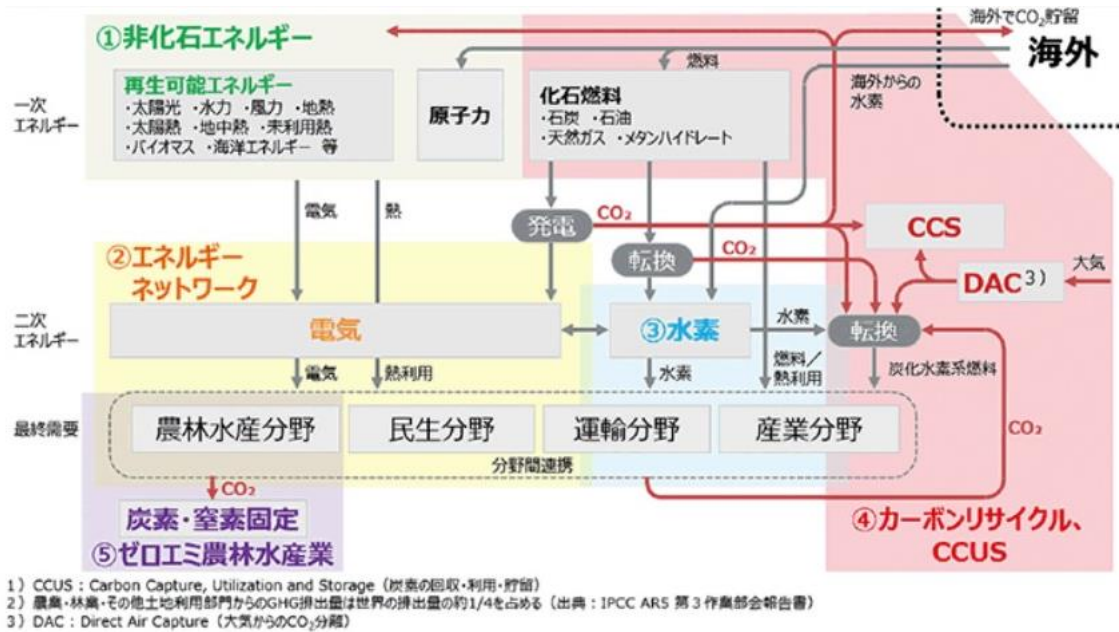 海外でCO₂貯留
海外
①非化石エネルギー
燃料
海外からの
水素
一次
エネルギー
再生可能エネルギー
・太陽光 ・水力 ・風力 ・地熱
・太陽熱 ・地中熱 ・未利用熱
・バイオマス ・海洋エネルギー 等
原子力
化石燃料
・石炭 ・石油
・天然ガス ・メタンハイドレート
電気
熱
発電
CO₂
CCS
転換
CO₂
大気
DAC3)
②エネルギー
ネットワーク
二次
エネルギー
電気
③水素
水素
転換
電気
熱利用
水素
燃料／
熱利用
炭化水素系燃料
最終需要
農林水産分野
民生分野
運輸分野
産業分野
CO₂
分野間連携
CO₂
炭素・窒素固定
⑤ゼロエミ農林水産業
④カーボンリサイクル、
CCUS
1）CCUS：Carbon Capture, Utilization and Storage（炭素の回収・利用・貯留）
2）農業・林業・その他土地利用部門からのGHG排出量は世界の排出量の約1/4を占める（出典：IPCC AR5 第3作業部会報告書）
3）DAC：Direct Air Capture（大気からのCO₂分離）